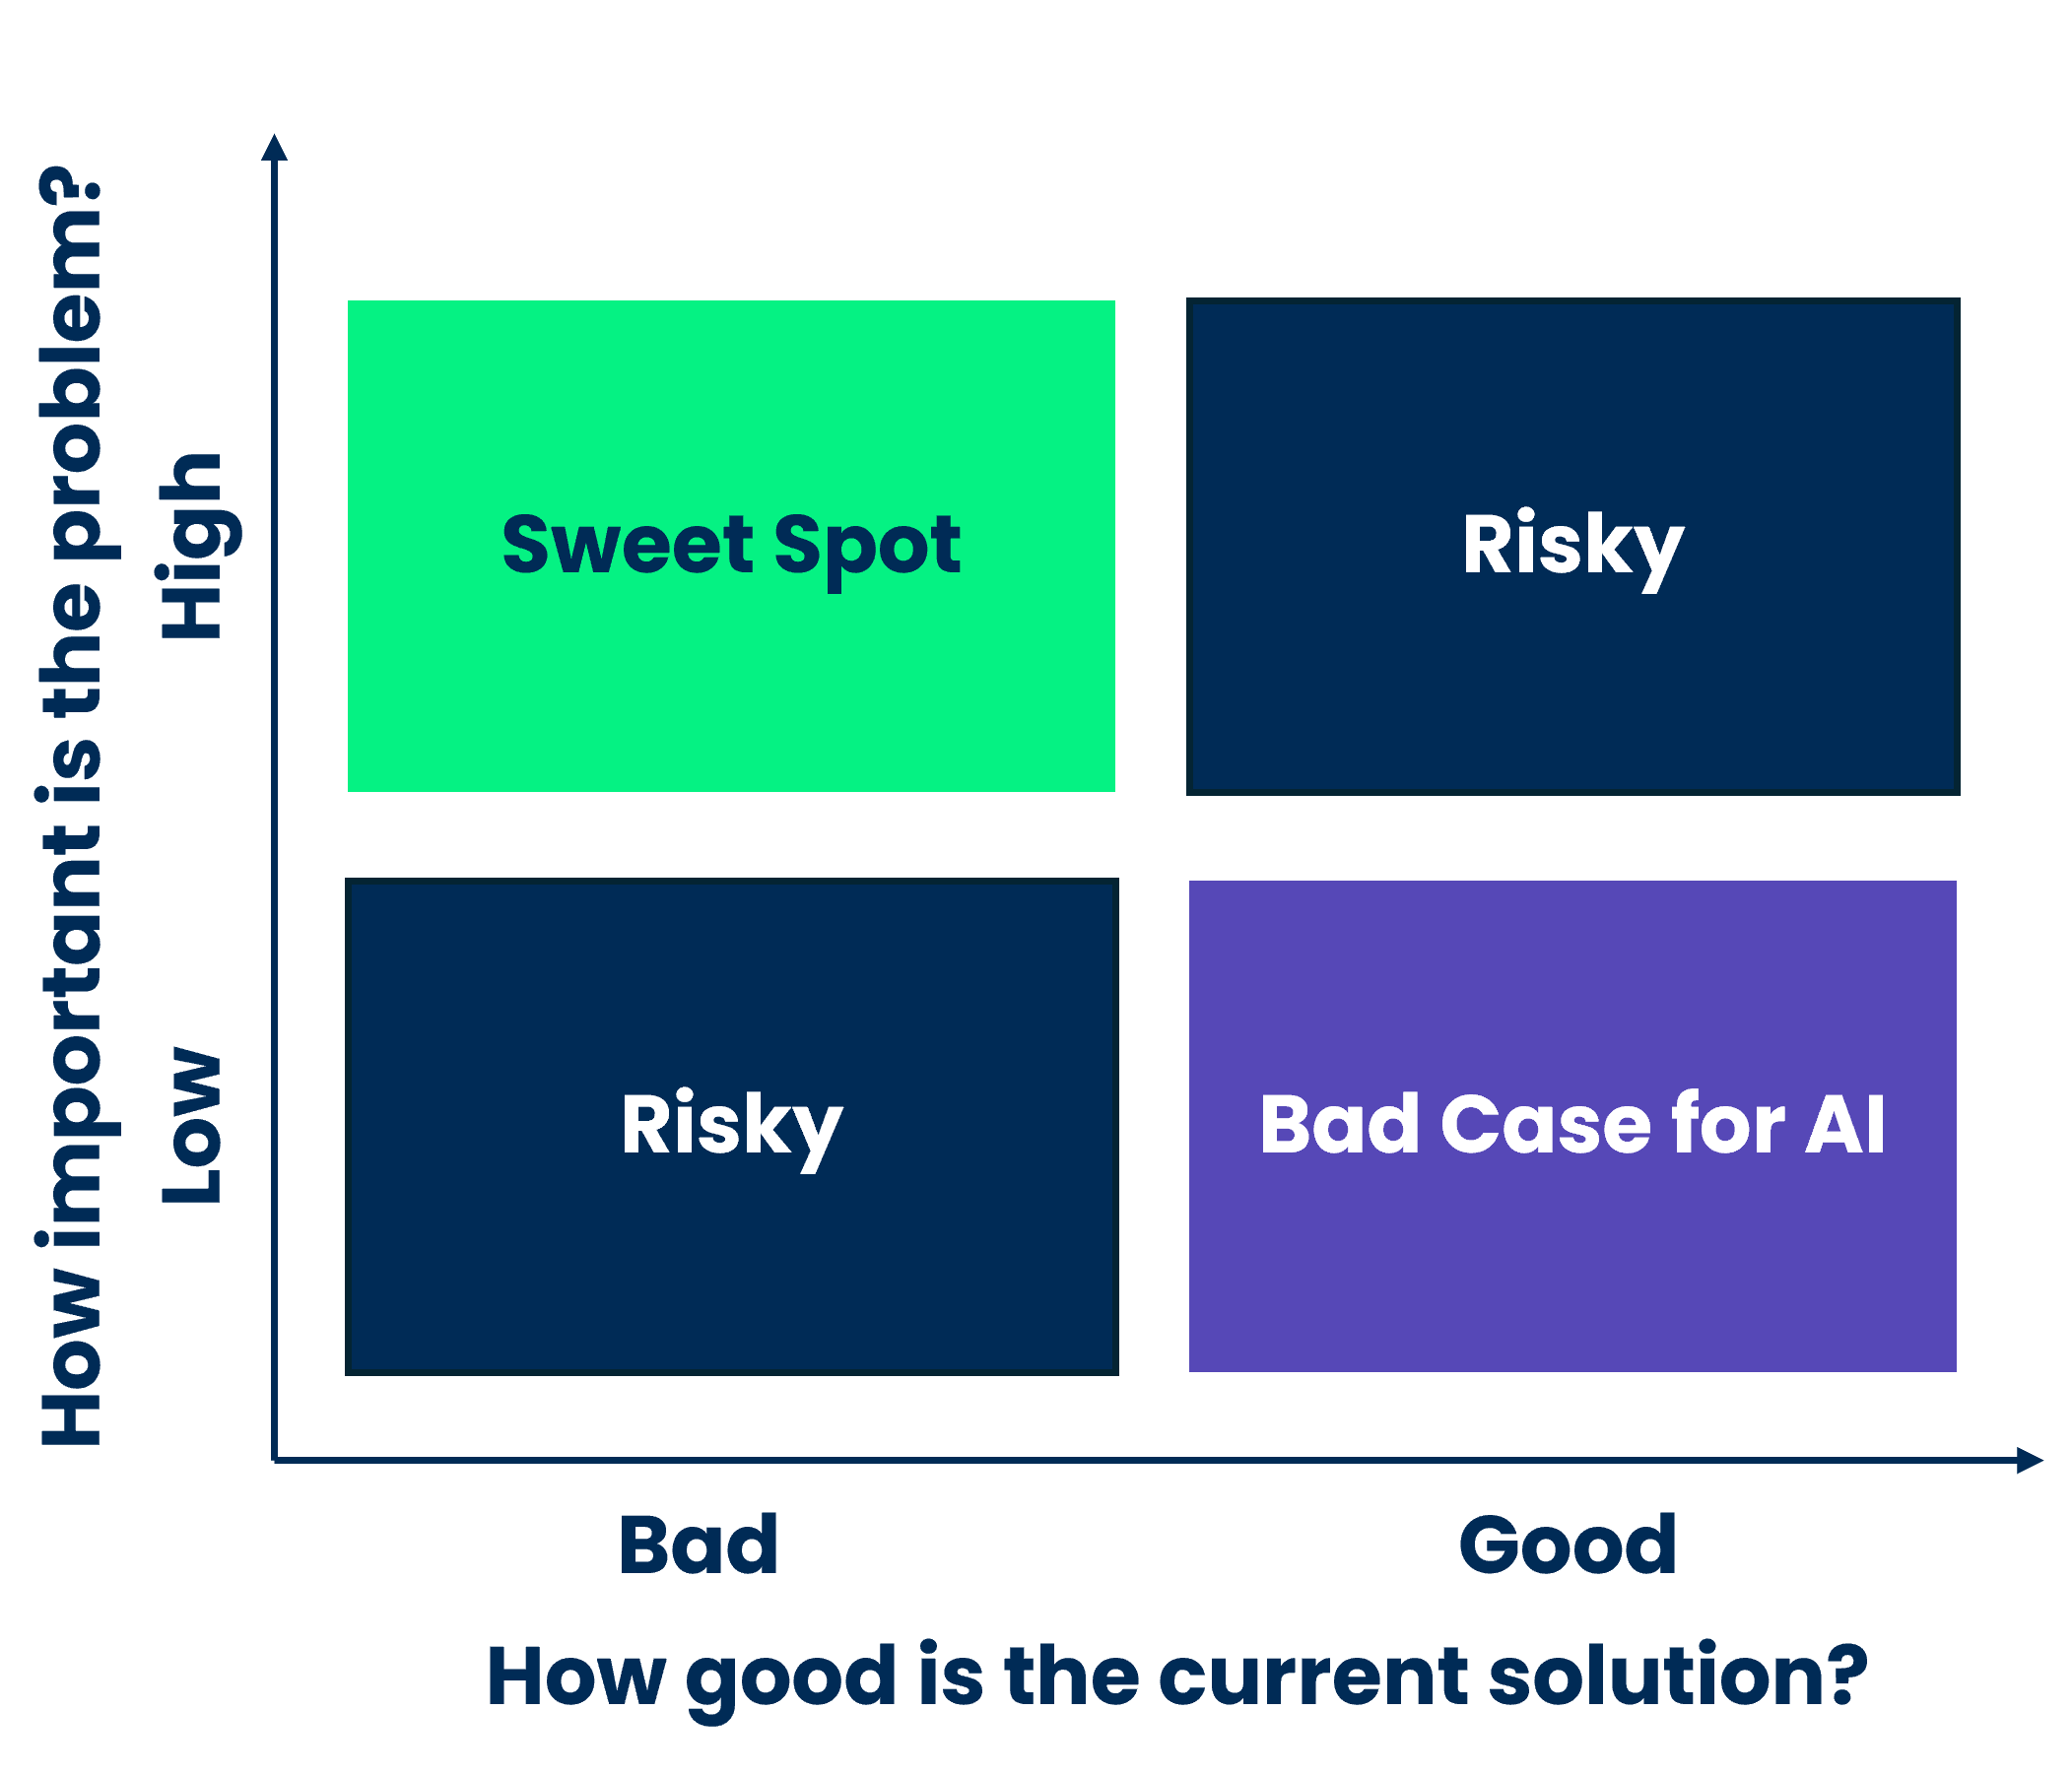 How important is the problem?
High
Low
Sweet Spot
Risky
Risky
Bad Case for AI
Bad
Good
How good is the current solution?